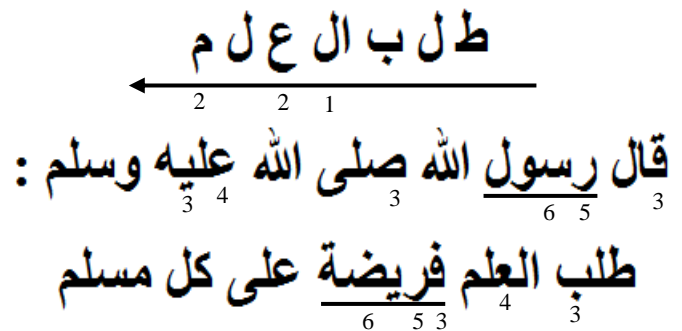 ط ل ب ال ع ل م
2 2 1
قال رسول الله صلى الله عليه وسلم :
3 4 3 6 5 3
طلب العلم فريضة على كل مسلم
6 5 3 4 3